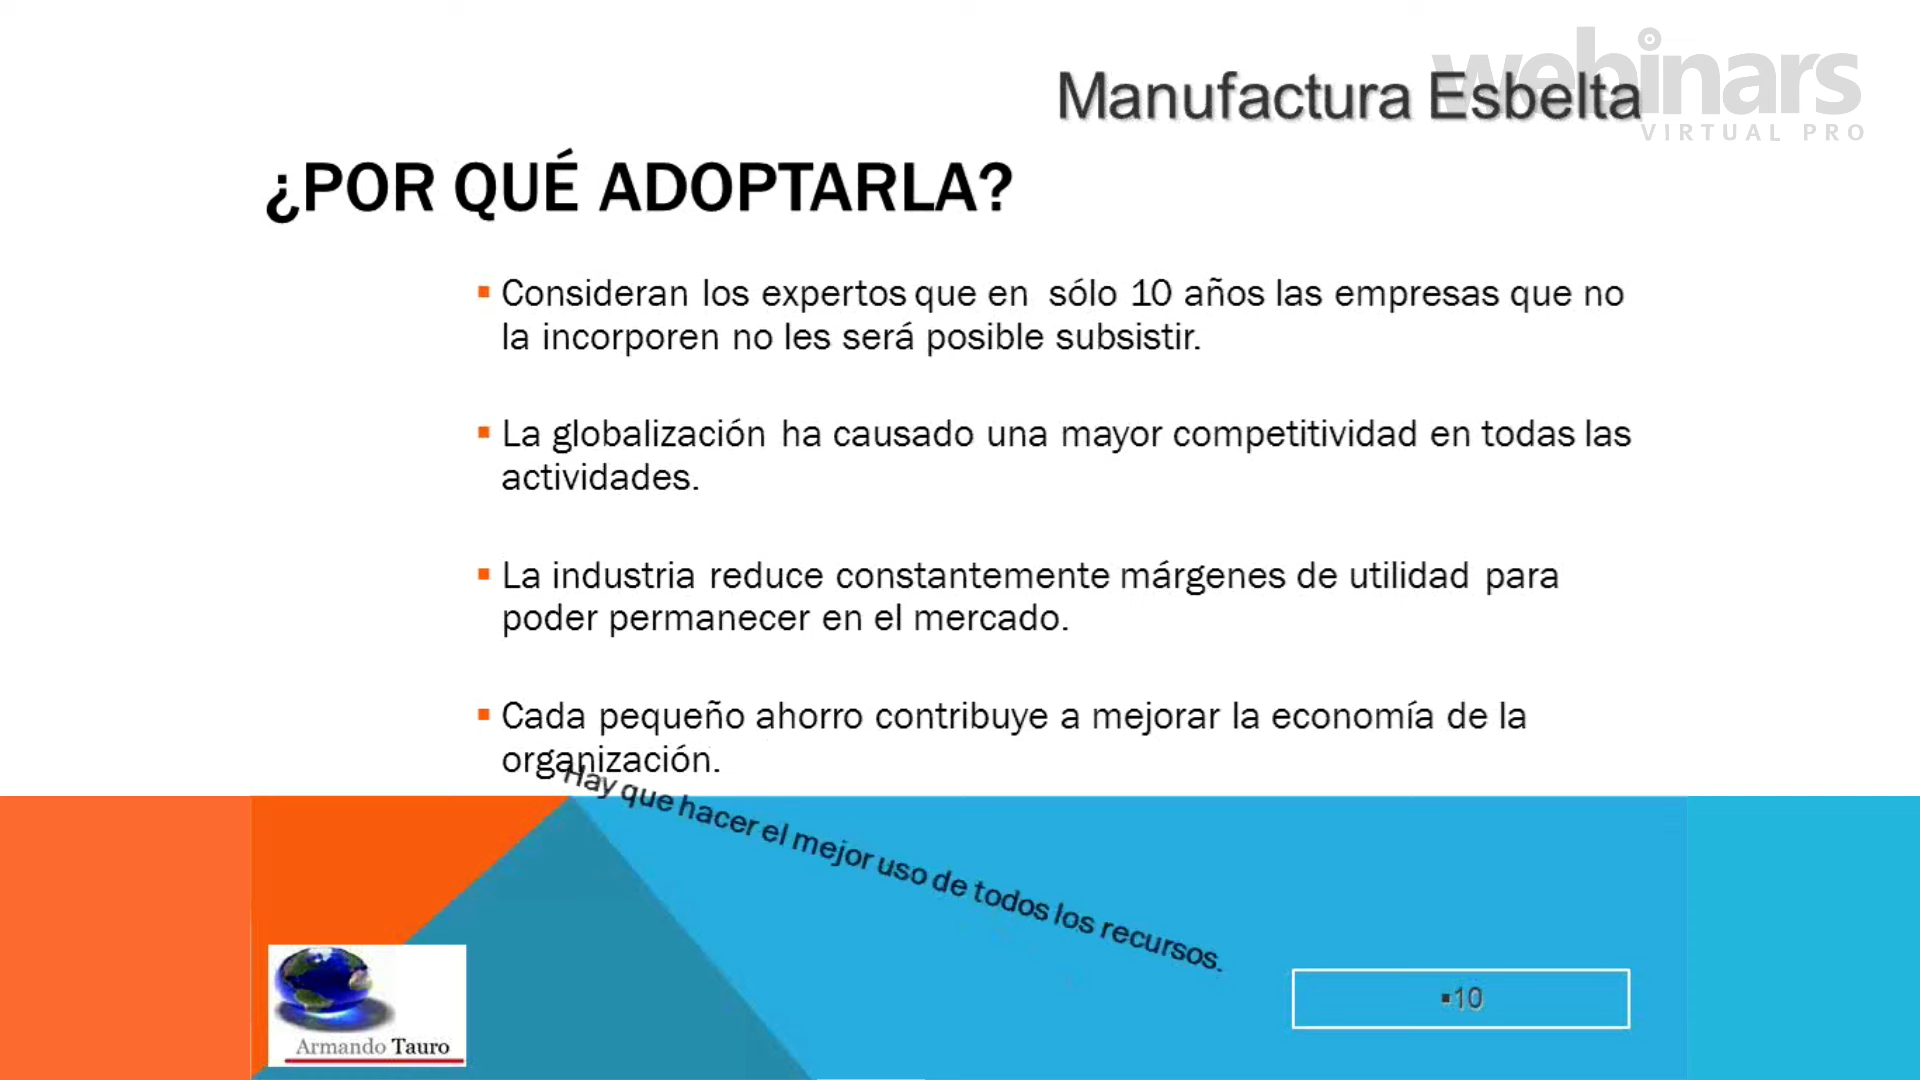 webinars
VIRTUAL PRO
Manufactura Esbelta
¿POR QUÉ ADOPTARLA?
▪ Consideran los expertos que en sólo 10 años las empresas que no
la incorporen no les será posible subsistir.
▪ La globalización ha causado una mayor competitividad en todas las
actividades.
▪ La industria reduce constantemente márgenes de utilidad para
poder permanecer en el mercado.
▪ Cada pequeño ahorro contribuye a mejorar la economía de la
organización.
Hay que hacer el mejor uso de todos los recursos.
Armando Tauro
▪10